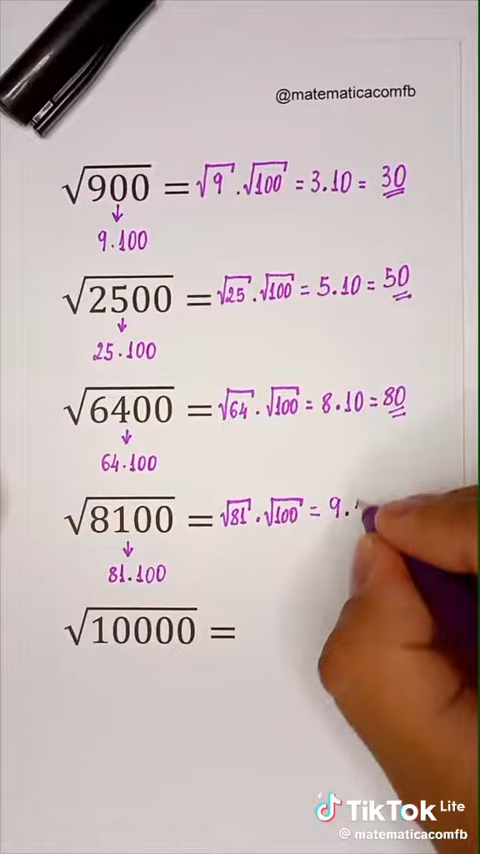 @matematicacomfb
√900 = √9 . √100 = 3.10 = 30
9.100
√2500 = √25 . √100 = 5.10 = 50
25.100
√6400 = √64 . √100 = 8.10 = 80
64.100
√8100 = √81 . √100 = 9.
81.100
√10000 =
TikTok Lite
@matematicacomfb